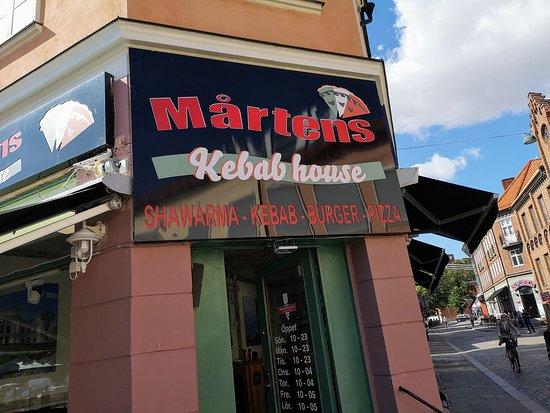 Mårtens
Kebab house
SHAWARMA - KEBAB - BURGER - PIZZA
Öppet
Sön. 10 - 23
Mån. 10 - 23
Tis. 10 - 23
Ons. 10 - 04
Tor. 10 - 04
Fre. 10 - 05
Lör. 10 - 05